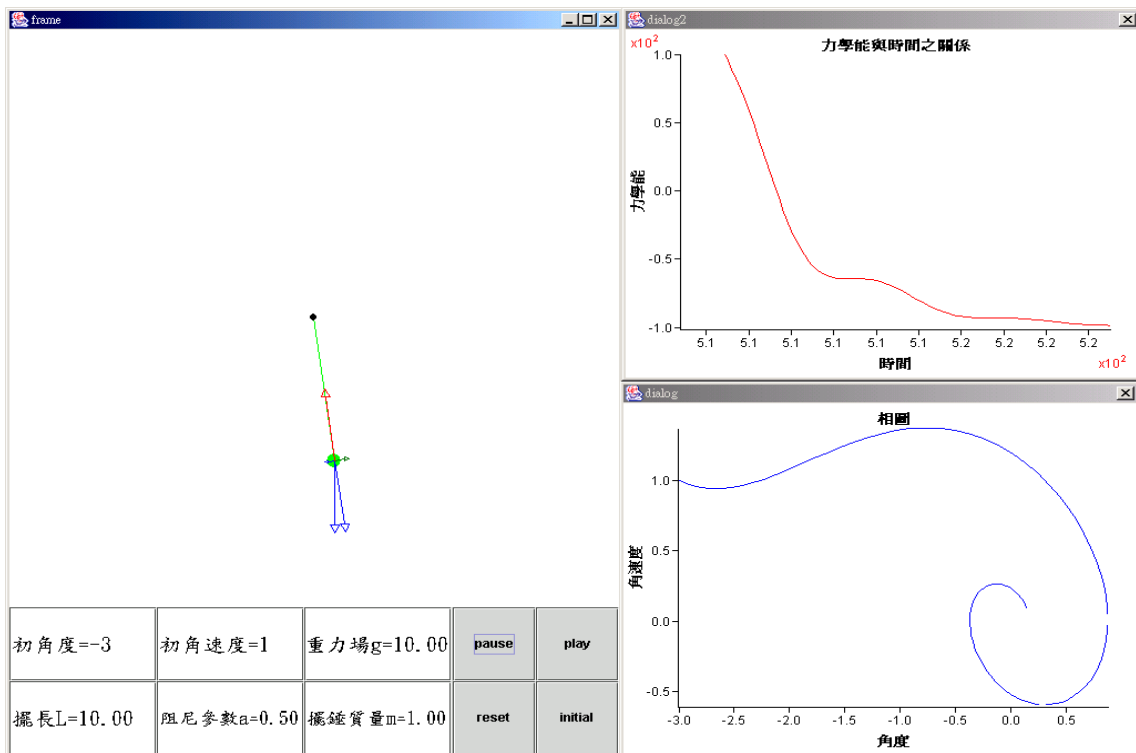 frame
初角度=-3
初角速度=1
重力場g=10.00
pause
play
擺長L=10.00
阻尼參數a=0.50
擺錘質量m=1.00
reset
initial
dialog2
力學能與時間之關係
x10²
1.0
0.5
0.0
-0.5
-1.0
力學能
5.1 5.1 5.1 5.1 5.1 5.1 5.2 5.2 5.2 5.2
時間
x10²
dialog
相圖
1.0
0.5
0.0
-0.5
角速度
-3.0 -2.5 -2.0 -1.5 -1.0 -0.5 0.0 0.5
角度